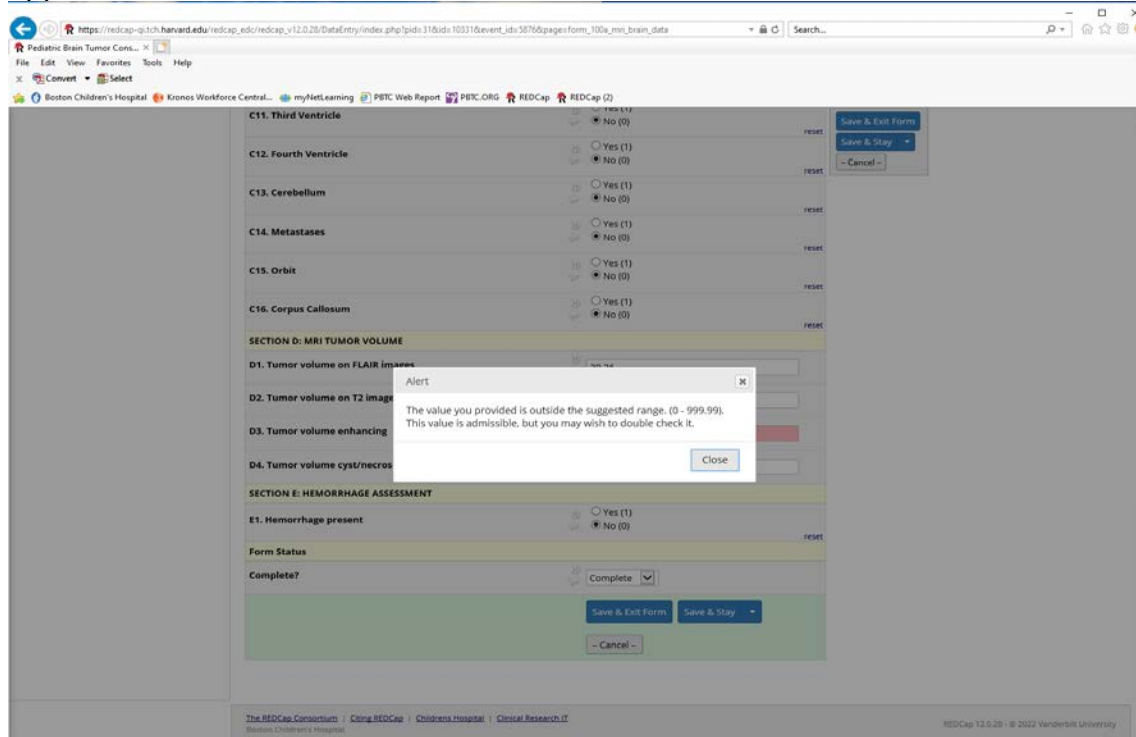 https://redcap-qi.tch.harvard.edu/redcap_edc/redcap_v12.0.28/DataEntry/index.php?pid=31&id=10331&event_id=5876&page=form_100a_mri_brain_data
Search...
Pediatric Brain Tumor Cons...
File Edit View Favorites Tools Help
x Convert Select
Boston Children's Hospital Kronos Workforce Central... myNetLearning PBTC Web Report PBTC.ORG REDCap REDCap (2)
C11. Third Ventricle
Yes (1)
No (0)
reset
Save & Exit Form
Save & Stay
-- Cancel --
C12. Fourth Ventricle
Yes (1)
No (0)
reset
C13. Cerebellum
Yes (1)
No (0)
reset
C14. Metastases
Yes (1)
No (0)
reset
C15. Orbit
Yes (1)
No (0)
reset
C16. Corpus Callosum
Yes (1)
No (0)
reset
SECTION D: MRI TUMOR VOLUME
D1. Tumor volume on FLAIR images
D2. Tumor volume on T2 image
D3. Tumor volume enhancing
D4. Tumor volume cyst/necros
Alert
The value you provided is outside the suggested range. (0 - 999.99).
This value is admissible, but you may wish to double check it.
Close
SECTION E: HEMORRHAGE ASSESSMENT
E1. Hemorrhage present
Yes (1)
No (0)
reset
Form Status
Complete?
Complete
Save & Exit Form Save & Stay
-- Cancel --
The REDCap Consortium | Citing REDCap | Childrens Hospital | Clinical Research IT
Boston Children's Hospital
REDCap 12.0.28 - © 2022 Vanderbilt University